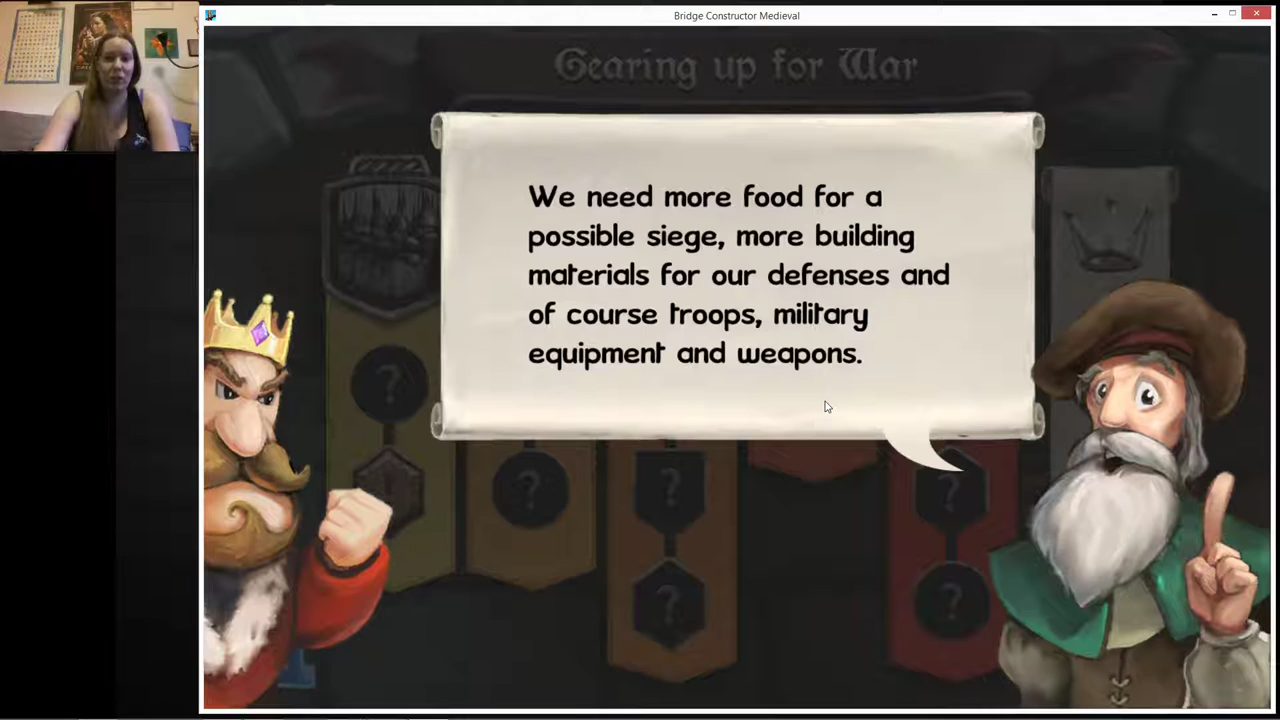 Bridge Constructor Medieval
Gearing up for War
We need more food for a
possible siege, more building
materials for our defenses and
of course troops, military
equipment and weapons.
?
?
?
?
?
?